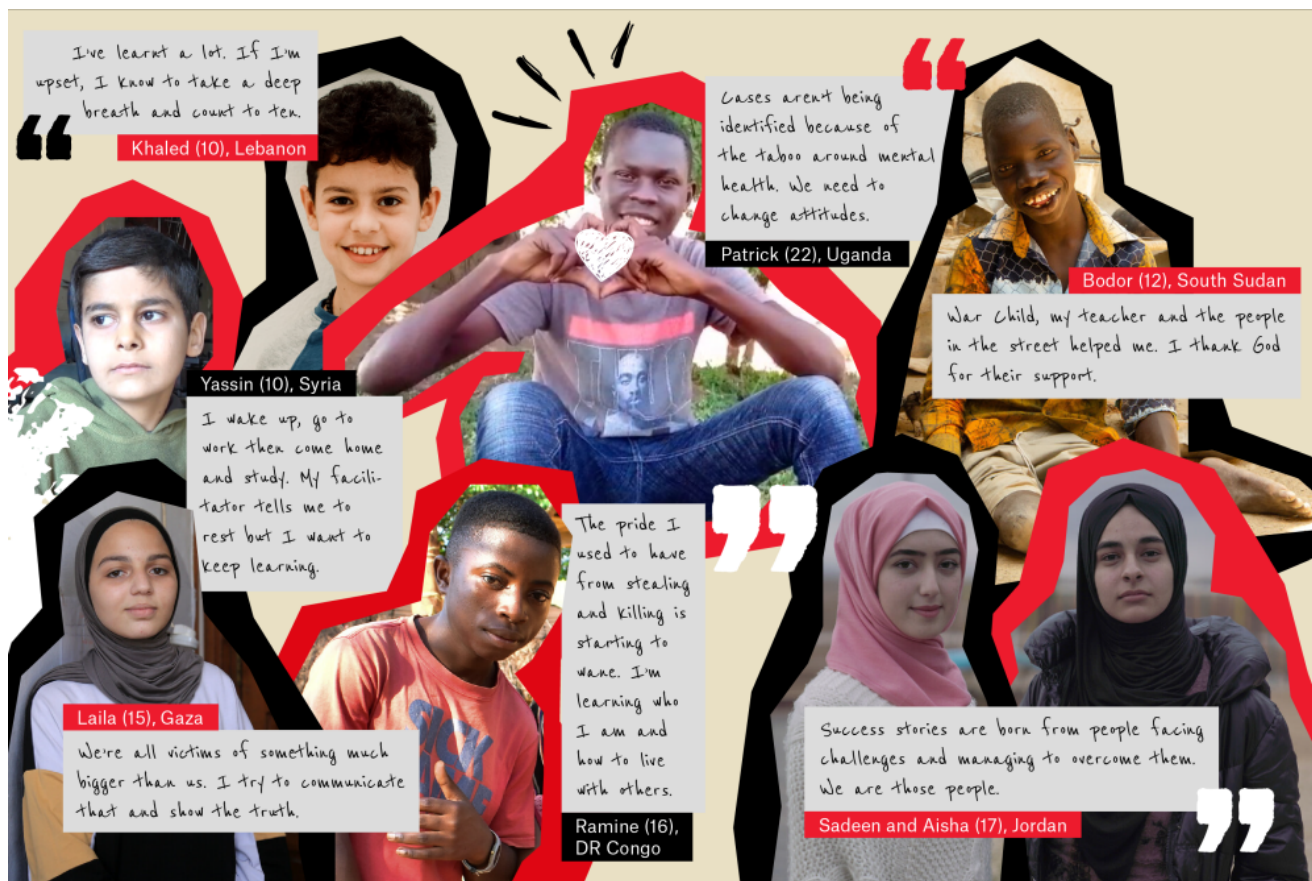 I've learnt a lot. If I'm
upset, I know to take a deep
breath and count to ten.
Khaled (10), Lebanon
Cases aren't being
identified because of
the taboo around mental
health. We need to
change attitudes.
Patrick (22), Uganda
Bodor (12), South Sudan
War Child, my teacher and the people
in the street helped me. I thank God
for their support.
Yassin (10), Syria
I wake up, go to
work then come home
and study. My facili-
tator tells me to
rest but I want to
keep learning.
The pride I
used to have
from stealing
and killing is
starting to
wane. I'm
learning who
I am and
how to live
with others.
Ramine (16),
DR Congo
Laila (15), Gaza
We're all victims of something much
bigger than us. I try to communicate
that and show the truth.
Success stories are born from people facing
challenges and managing to overcome them.
We are those people.
Sadeen and Aisha (17), Jordan